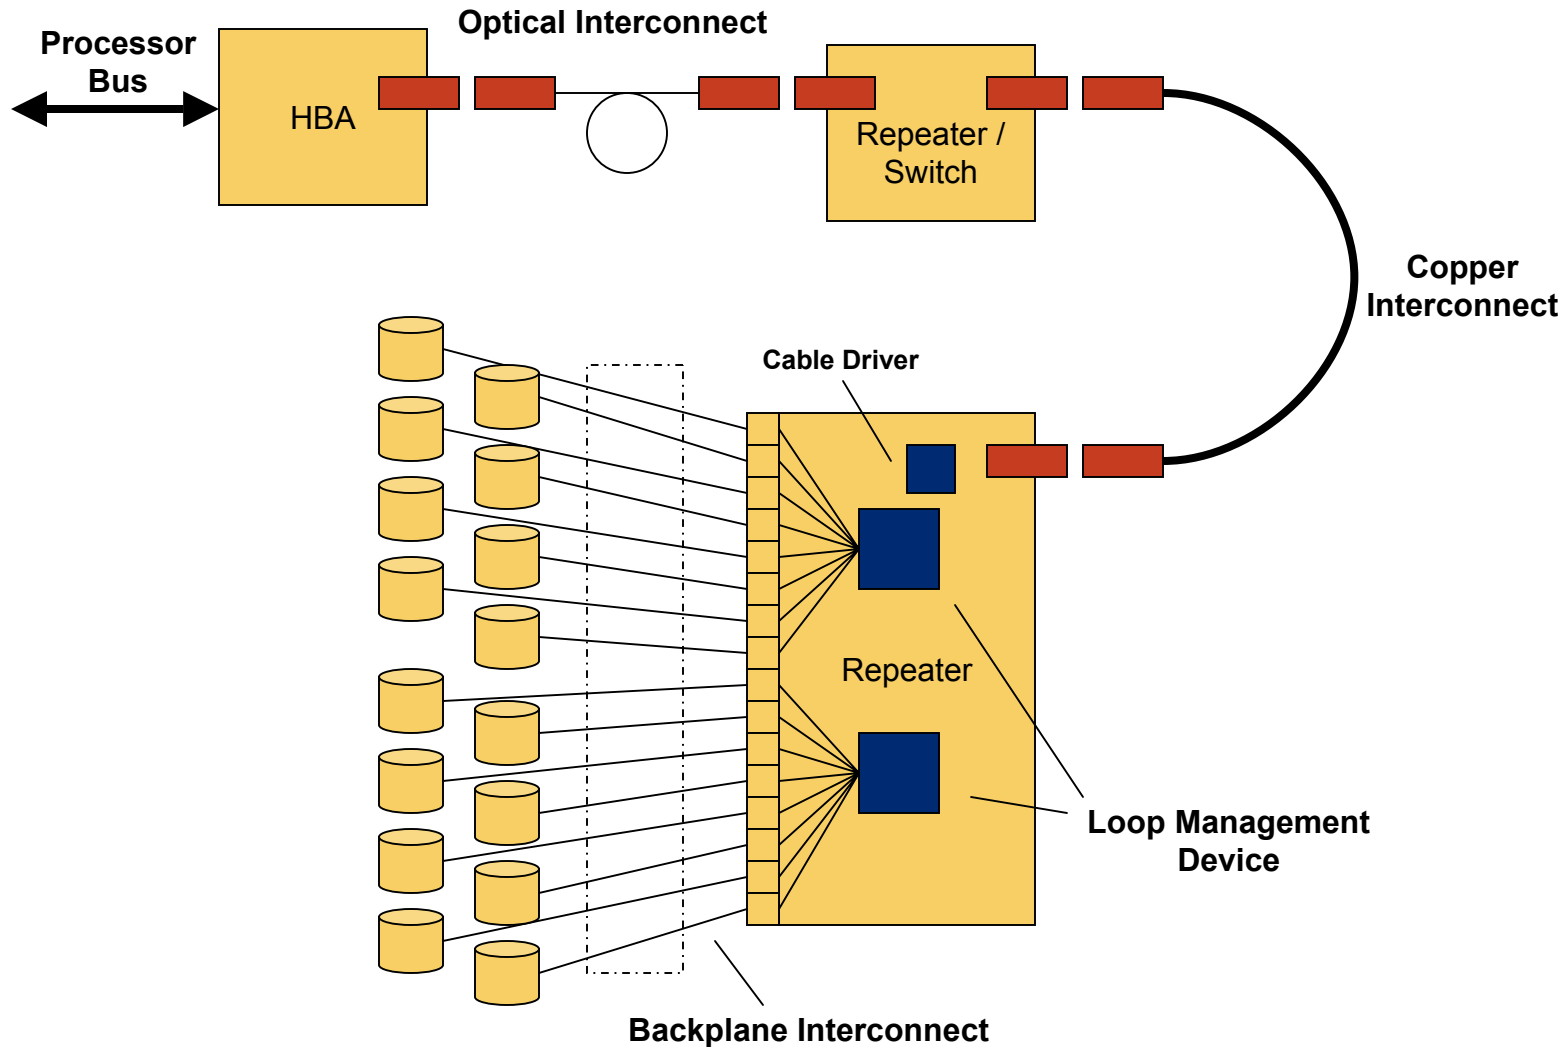 Optical Interconnect
Processor
Bus
HBA
Repeater /
Switch
Copper
Interconnect
Cable Driver
Repeater
Loop Management
Device
Backplane Interconnect